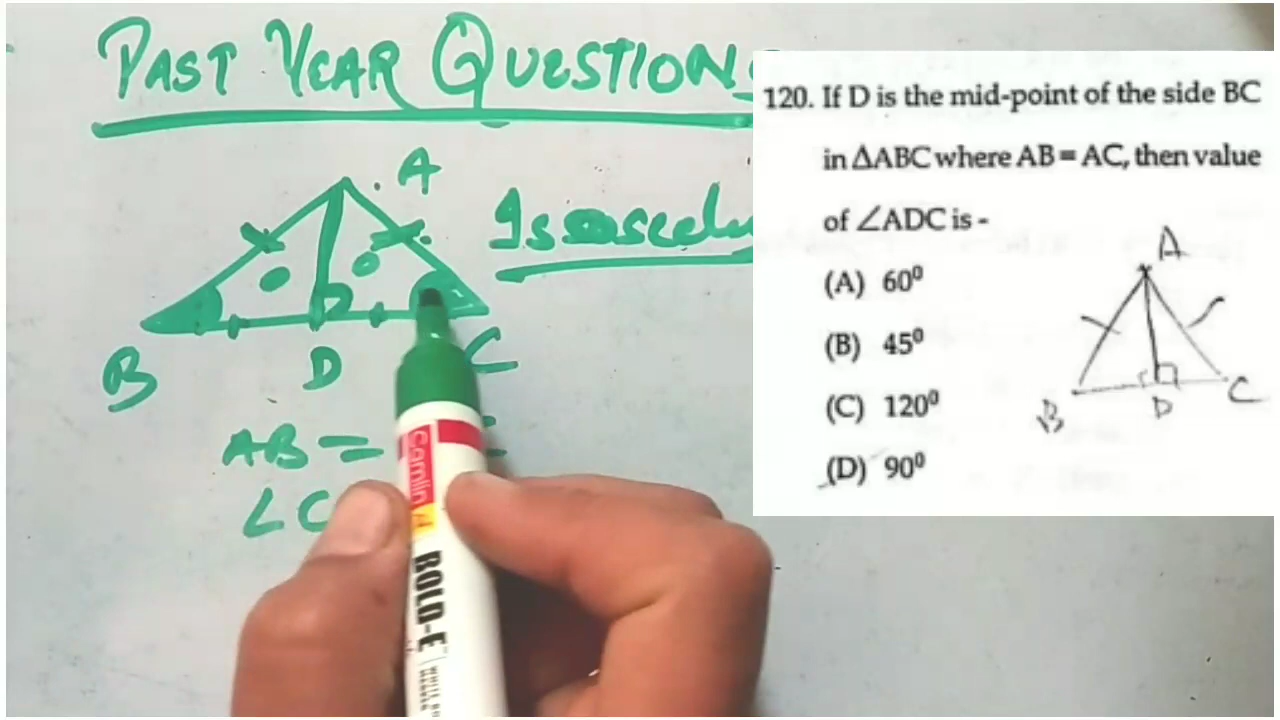 PAST YEAR QUESTION
A
B
D
C
AB =
∠C
Camlin
BOLD-E
120. If D is the mid-point of the side BC
in ΔABC where AB = AC, then value
of ∠ADC is -
(A) 60⁰
(B) 45⁰
(C) 120⁰
(D) 90⁰
A
B
D
C